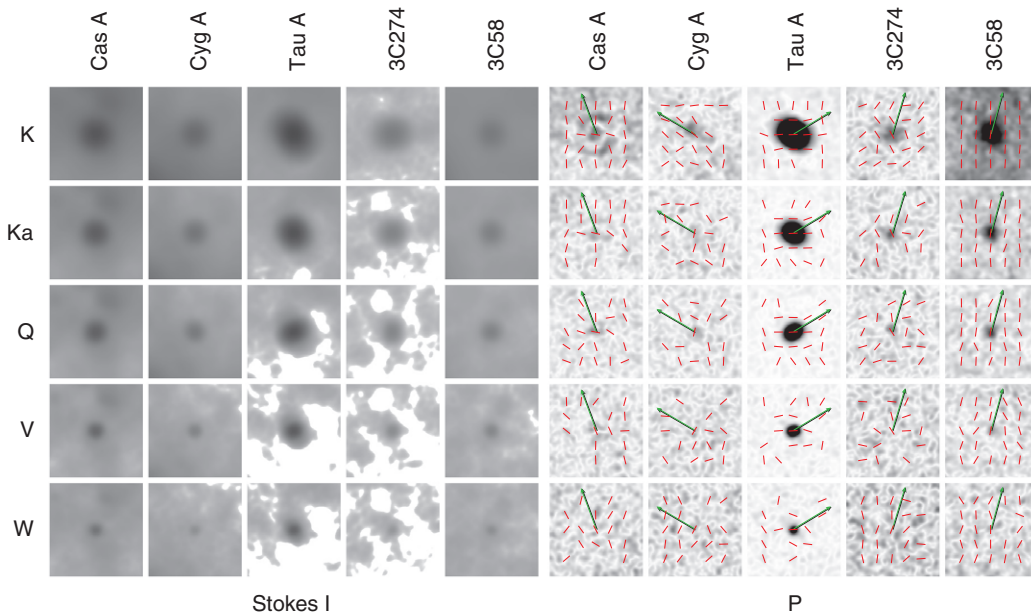 Cas A Cyg A Tau A 3C274 3C58 Cas A Cyg A Tau A 3C274 3C58
K
Ka
Q
V
W
Stokes I P